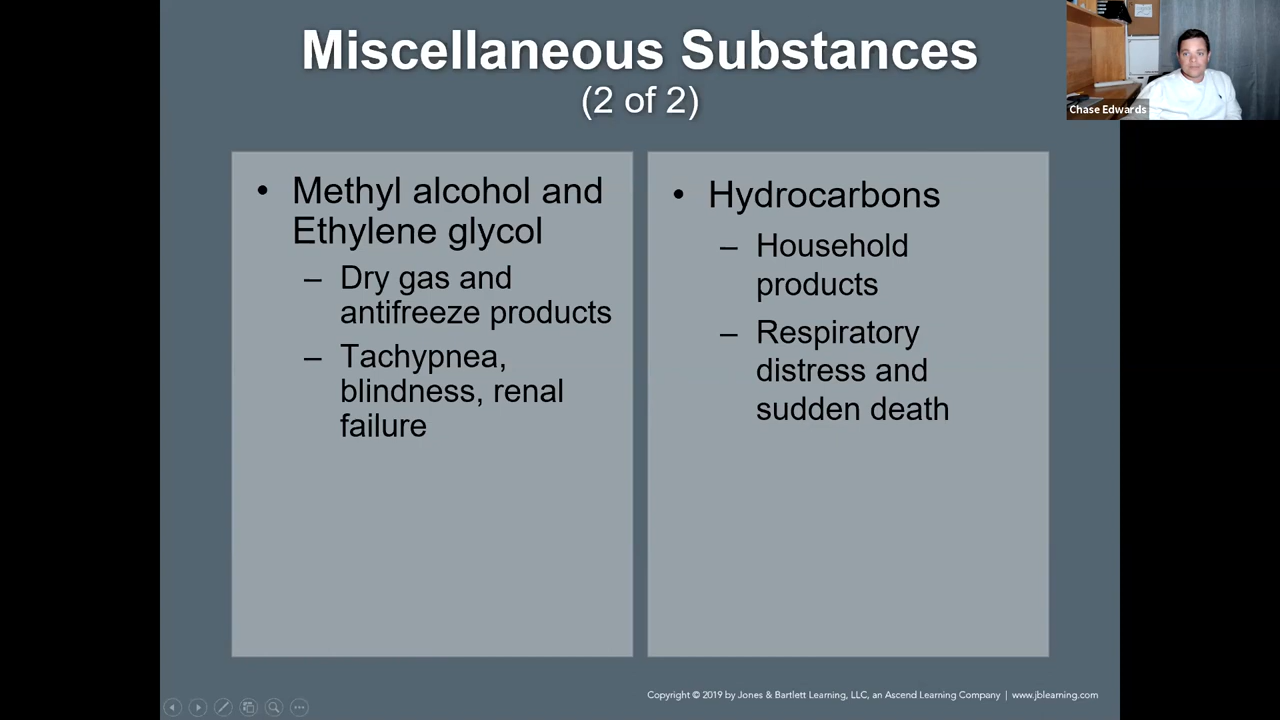 Miscellaneous Substances
(2 of 2)
Chase Edwards
• Methyl alcohol and
Ethylene glycol
– Dry gas and
antifreeze products
– Tachypnea,
blindness, renal
failure
• Hydrocarbons
– Household
products
– Respiratory
distress and
sudden death
Copyright © 2019 by Jones & Bartlett Learning, LLC, an Ascend Learning Company | www.jblearning.com